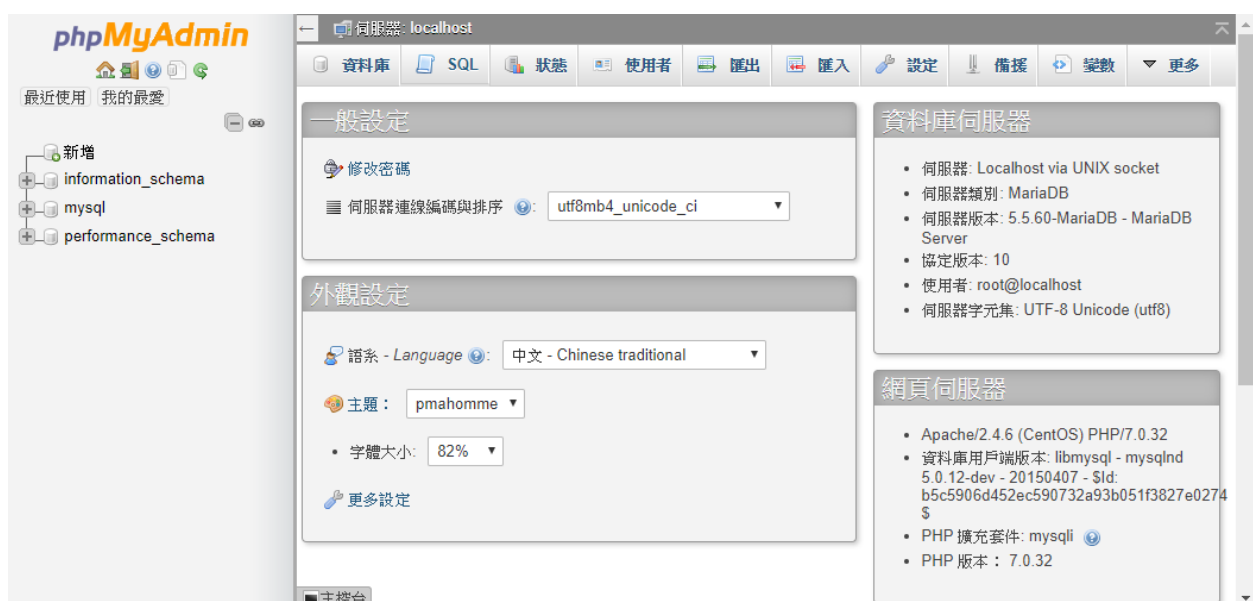 phpMyAdmin
最近使用 我的最愛
新增
information_schema
mysql
performance_schema
伺服器: localhost
資料庫 SQL 狀態 使用者 匯出 匯入 設定 備援 變數 更多
一般設定
修改密碼
伺服器連線編碼與排序 : utf8mb4_unicode_ci
外觀設定
語系 - Language : 中文 - Chinese traditional
主題： pmahomme
字體大小: 82%
更多設定
主控台
資料庫伺服器
伺服器: Localhost via UNIX socket
伺服器類別: MariaDB
伺服器版本: 5.5.60-MariaDB - MariaDB
Server
協定版本: 10
使用者: root@localhost
伺服器字元集: UTF-8 Unicode (utf8)
網頁伺服器
Apache/2.4.6 (CentOS) PHP/7.0.32
資料庫用戶端版本: libmysql - mysqlnd
5.0.12-dev - 20150407 - $Id:
b5c5906d452ec590732a93b051f3827e0274
$
PHP 擴充套件: mysqli
PHP 版本： 7.0.32